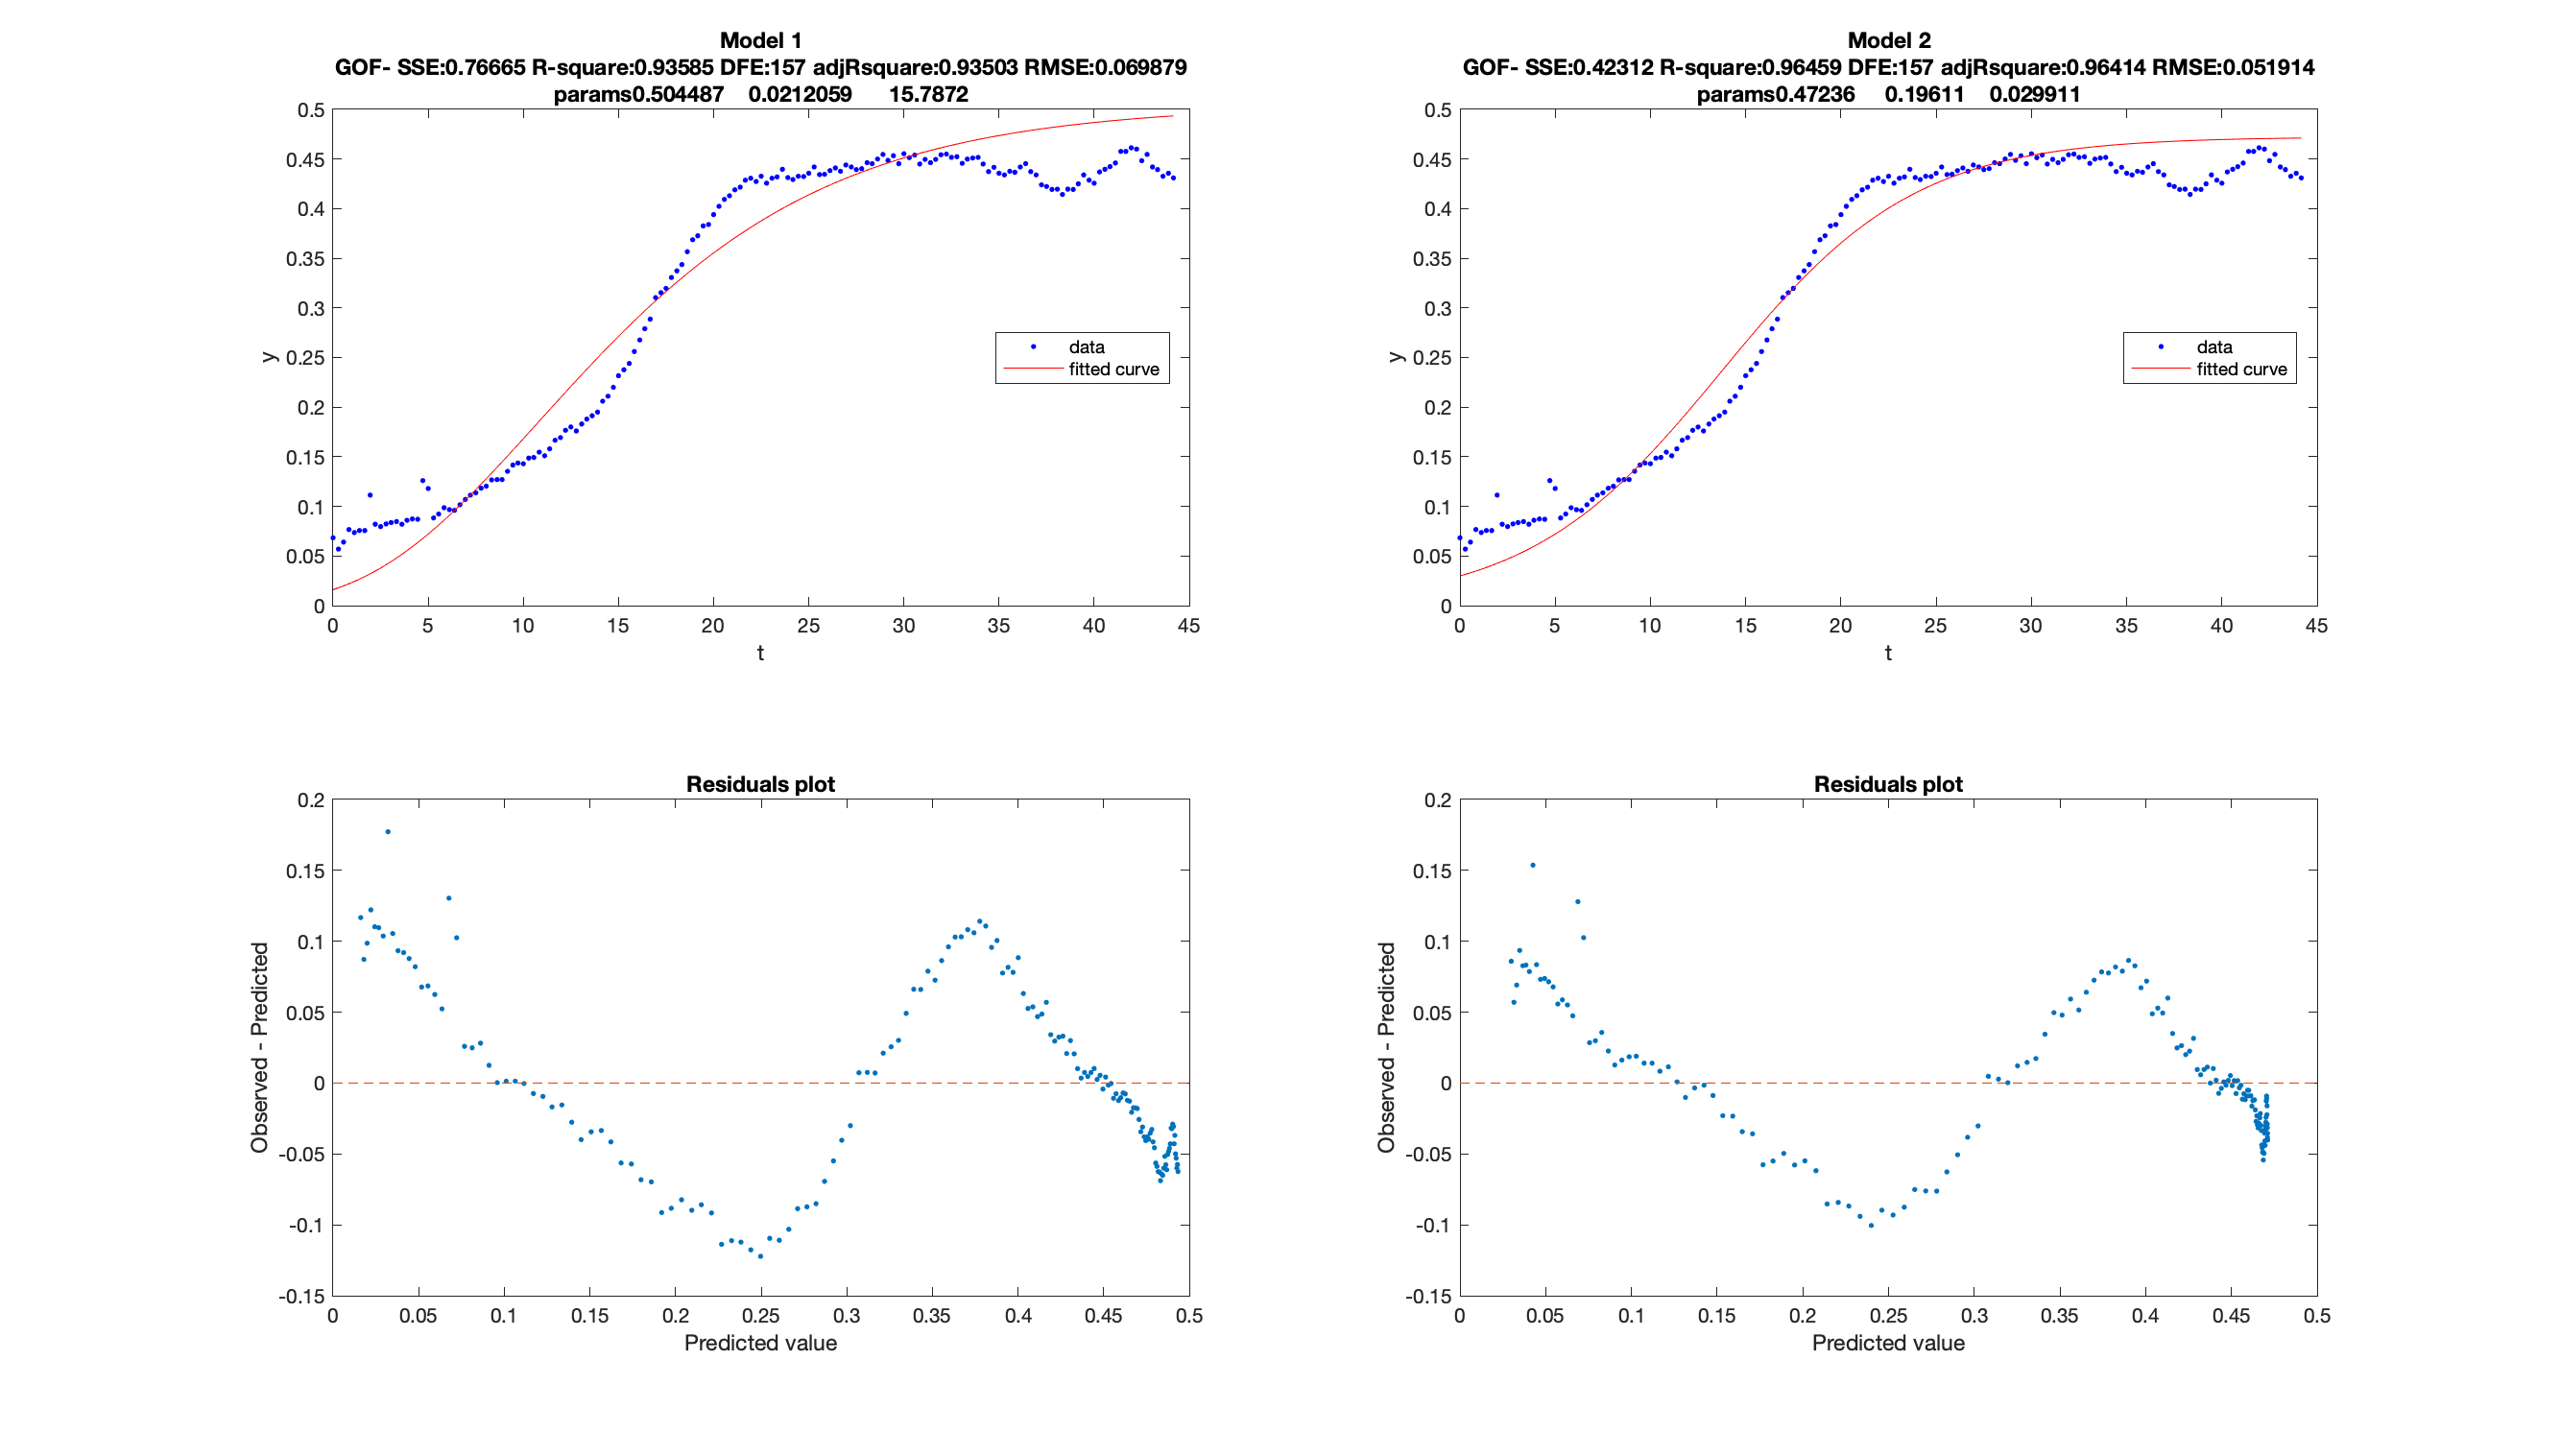 Model 1
GOF- SSE:0.76665 R-square:0.93585 DFE:157 adjRsquare:0.93503 RMSE:0.069879
params0.504487 0.0212059 15.7872
0.5
0.45
0.4
0.35
0.3
0.25
0.2
0.15
0.1
0.05
0
y
data
fitted curve
0 5 10 15 20 25 30 35 40 45
t
Model 2
GOF- SSE:0.42312 R-square:0.96459 DFE:157 adjRsquare:0.96414 RMSE:0.051914
params0.47236 0.19611 0.029911
0.5
0.45
0.4
0.35
0.3
0.25
0.2
0.15
0.1
0.05
0
y
data
fitted curve
0 5 10 15 20 25 30 35 40 45
t
Residuals plot
0.2
0.15
0.1
0.05
0
-0.05
-0.1
-0.15
Observed - Predicted
0 0.05 0.1 0.15 0.2 0.25 0.3 0.35 0.4 0.45 0.5
Predicted value
Residuals plot
0.2
0.15
0.1
0.05
0
-0.05
-0.1
-0.15
Observed - Predicted
0 0.05 0.1 0.15 0.2 0.25 0.3 0.35 0.4 0.45 0.5
Predicted value